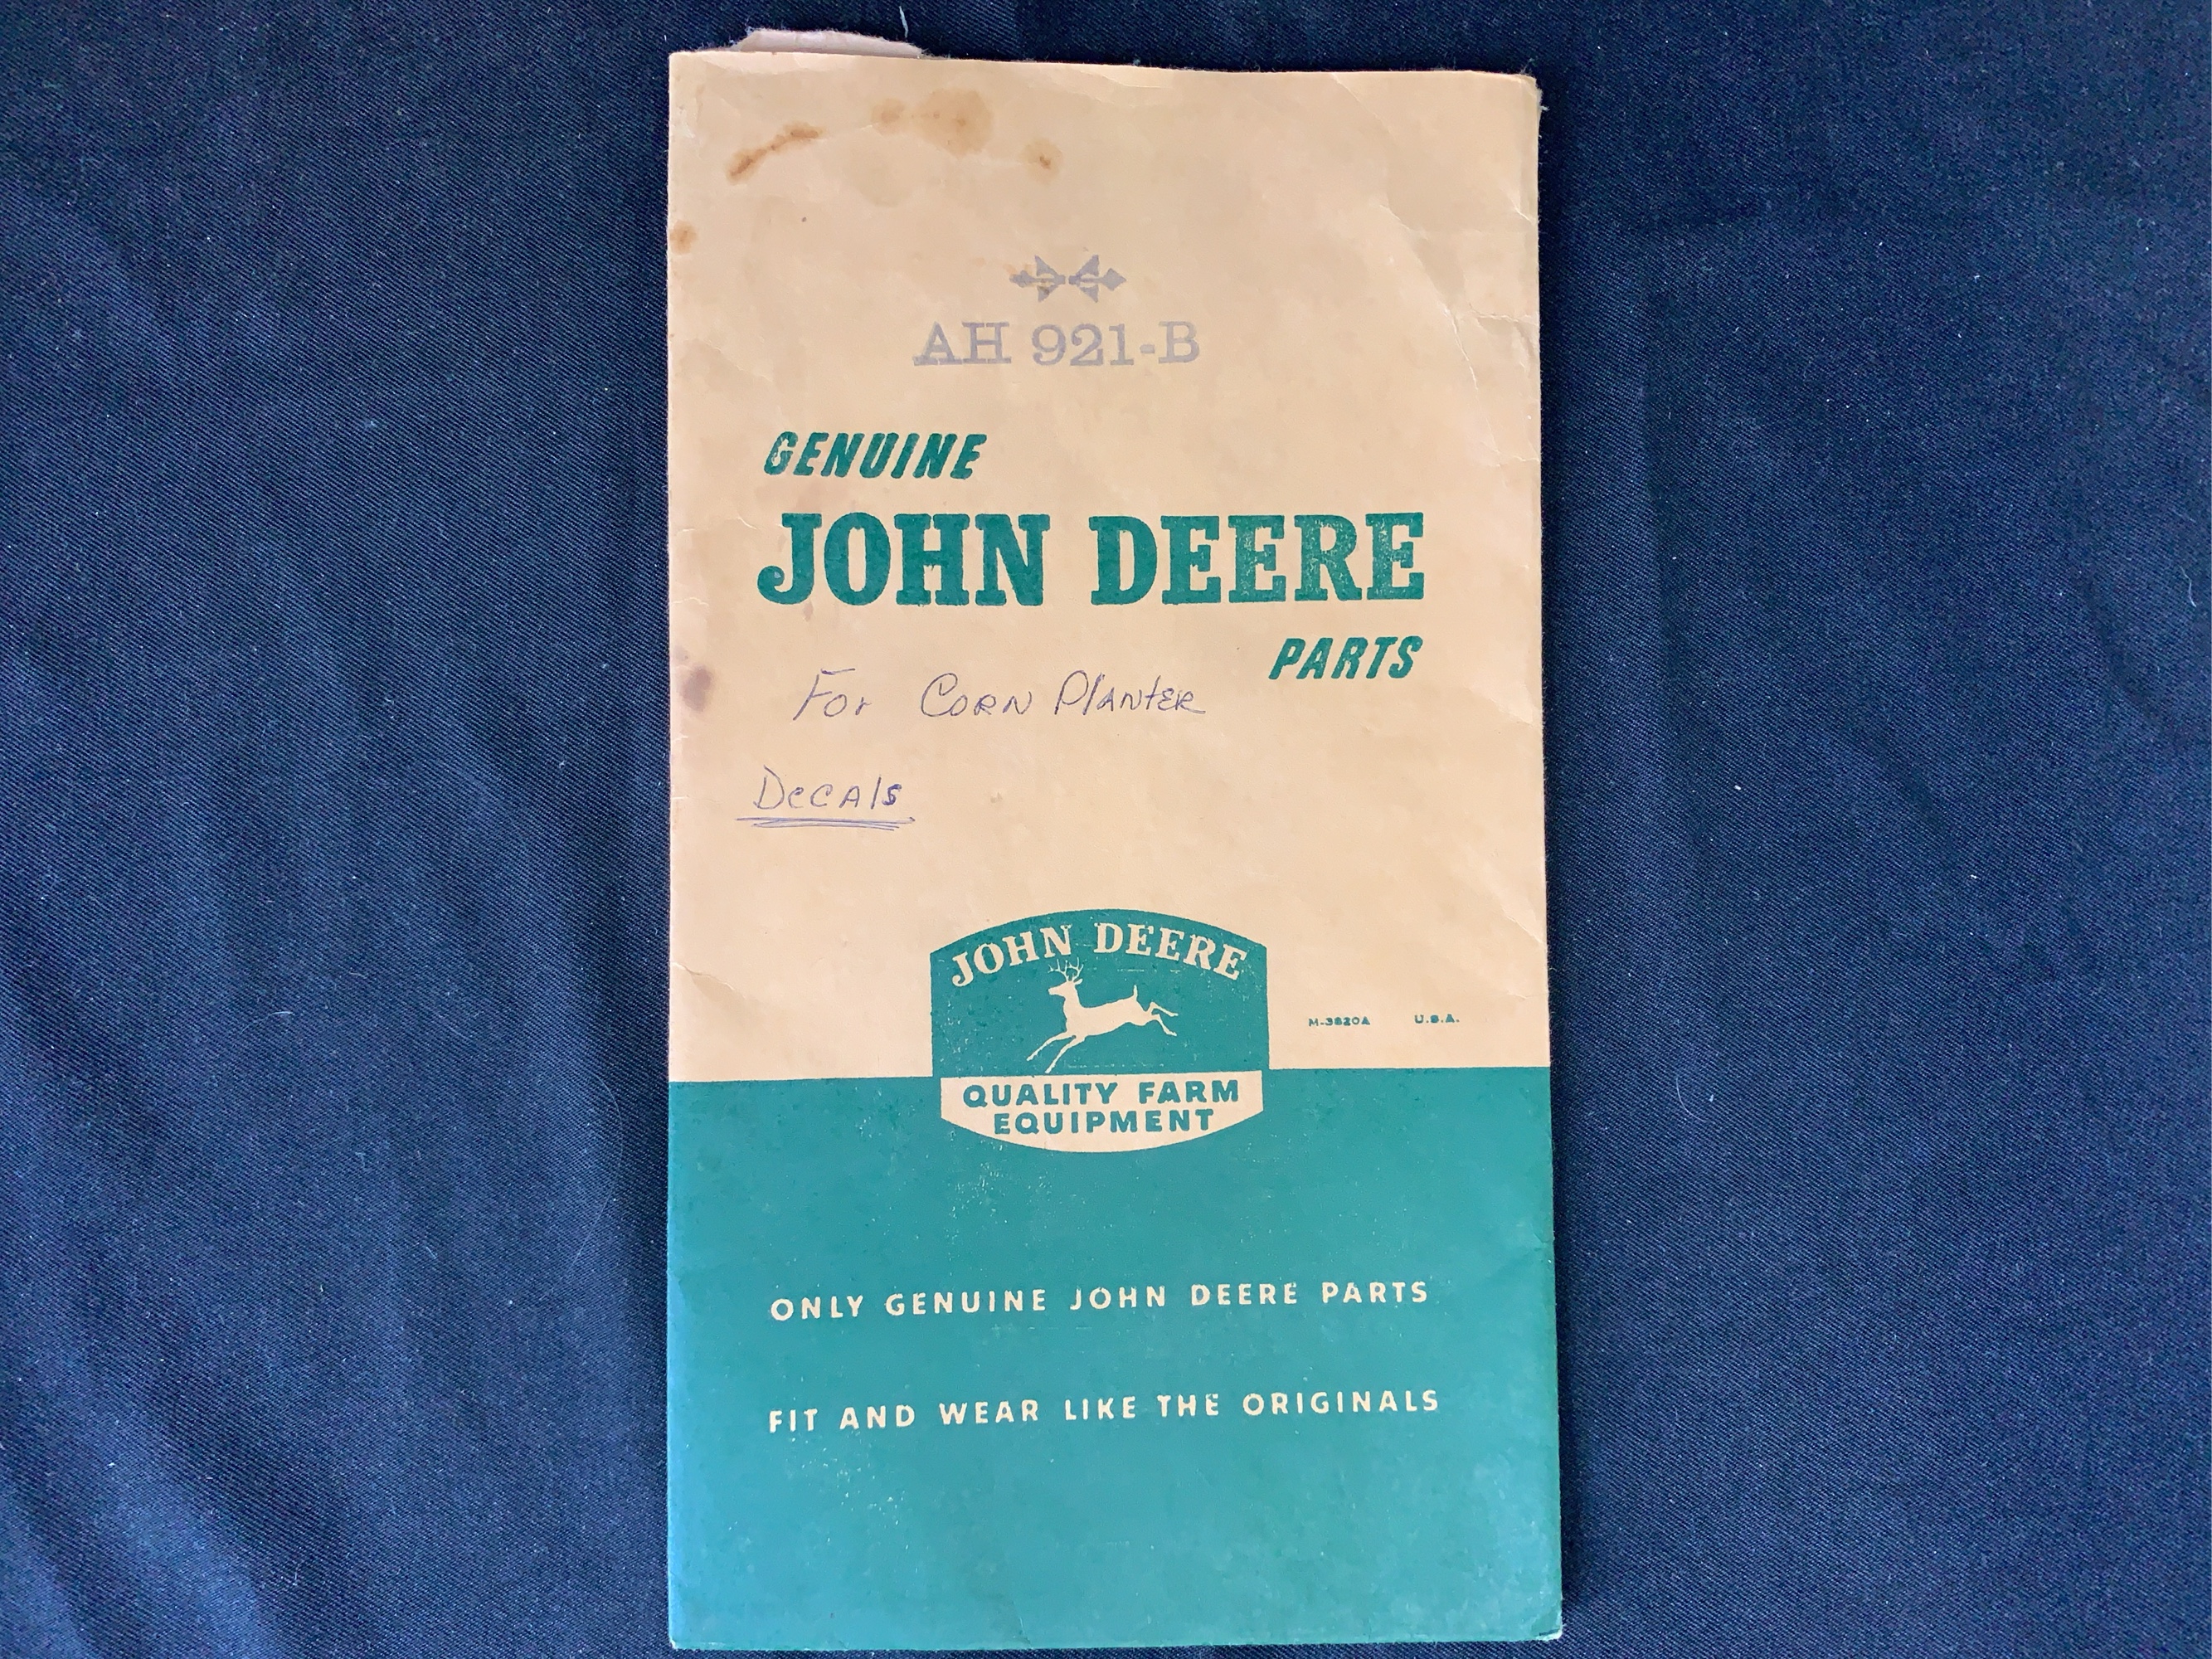 AH 921-B
GENUINE
JOHN DEERE
PARTS
For Corn Planter
Decals
JOHN DEERE
QUALITY FARM
EQUIPMENT
M-3820A U.S.A.
ONLY GENUINE JOHN DEERE PARTS
FIT AND WEAR LIKE THE ORIGINALS